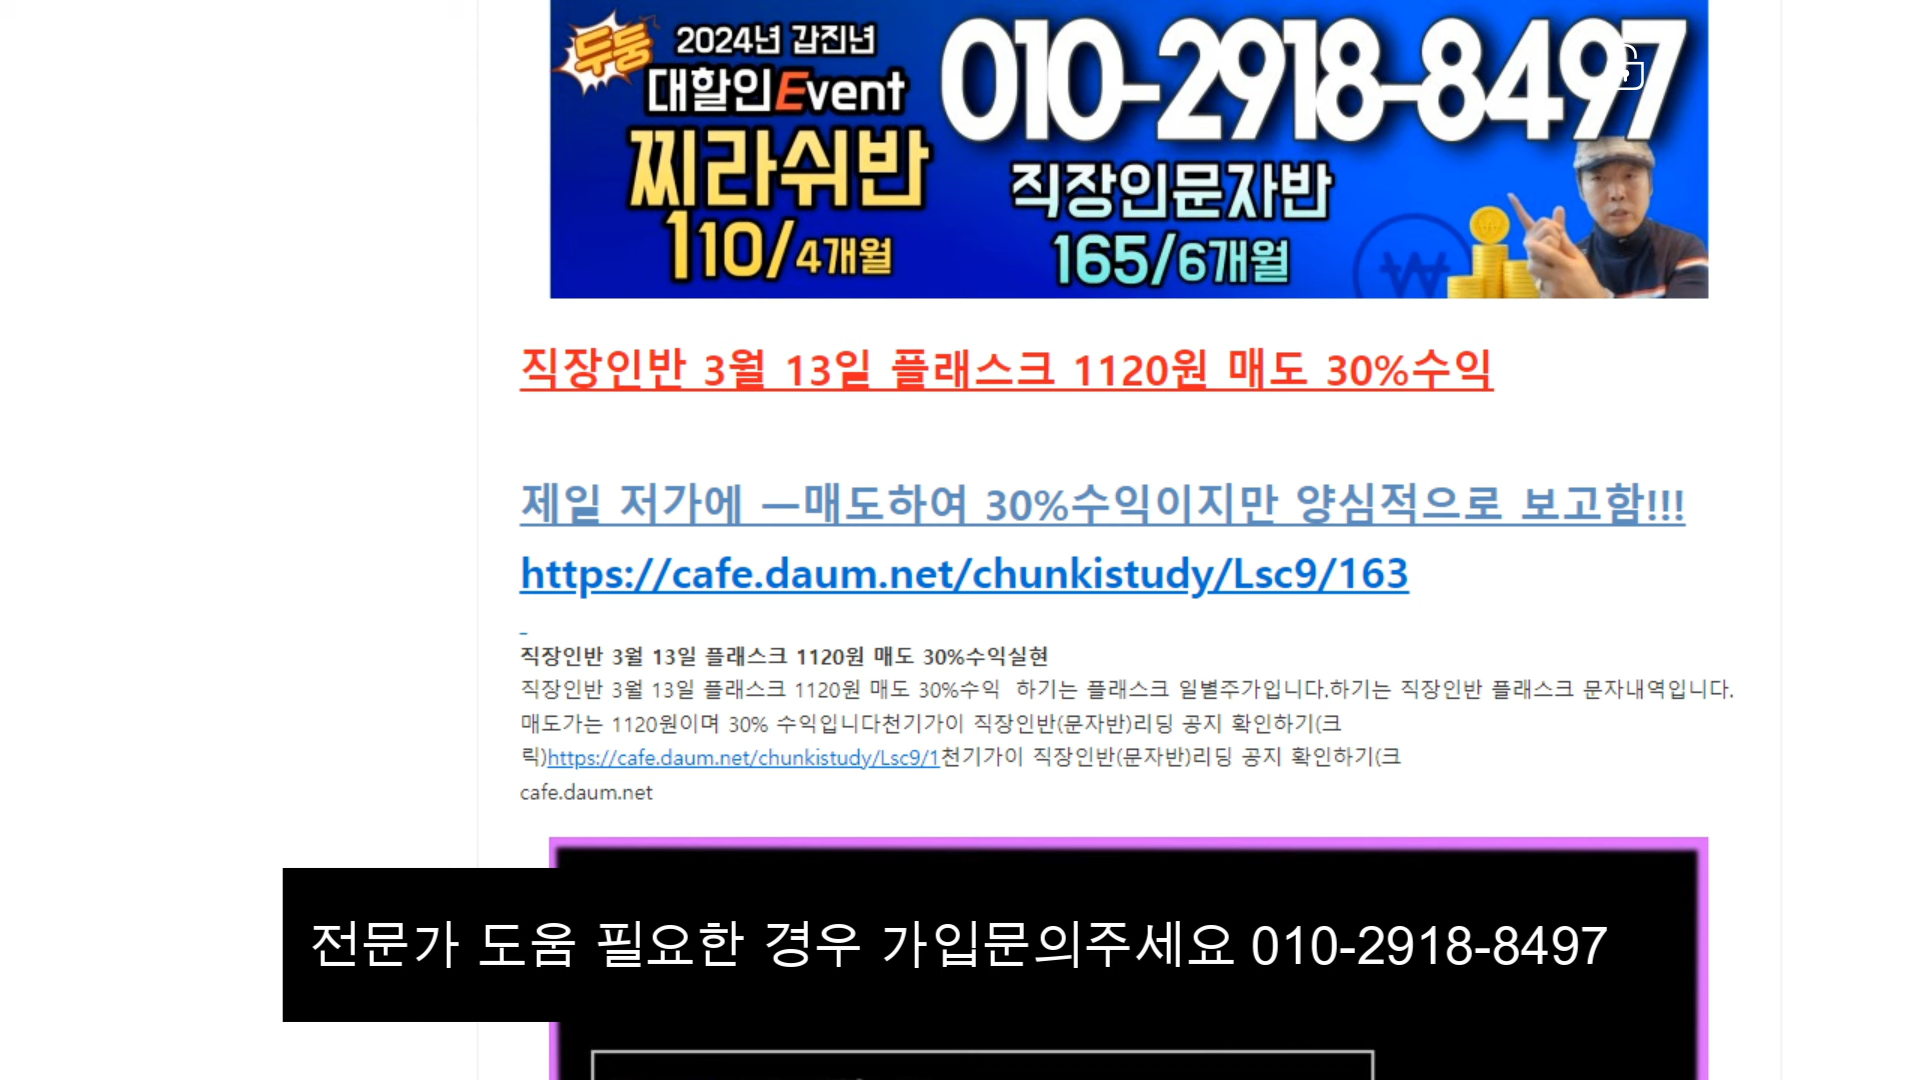 두둥
2024년 갑진년
대할인Event
찌라쉬반
110/4개월
010-2918-8497
직장인문자반
165/6개월
직장인반 3월 13일 플래스크 1120원 매도 30%수익
제일 저가에 ㅡ매도하여 30%수익이지만 양심적으로 보고함!!!
https://cafe.daum.net/chunkistudy/Lsc9/163
직장인반 3월 13일 플래스크 1120원 매도 30%수익실현
직장인반 3월 13일 플래스크 1120원 매도 30%수익  하기는 플래스크 일별주가입니다.하기는 직장인반 플래스크 문자내역입니다.
매도가는 1120원이며 30% 수익입니다천기가이 직장인반(문자반)리딩 공지 확인하기(크
릭)https://cafe.daum.net/chunkistudy/Lsc9/1천기가이 직장인반(문자반)리딩 공지 확인하기(크
cafe.daum.net
전문가 도움 필요한 경우 가입문의주세요 010-2918-8497